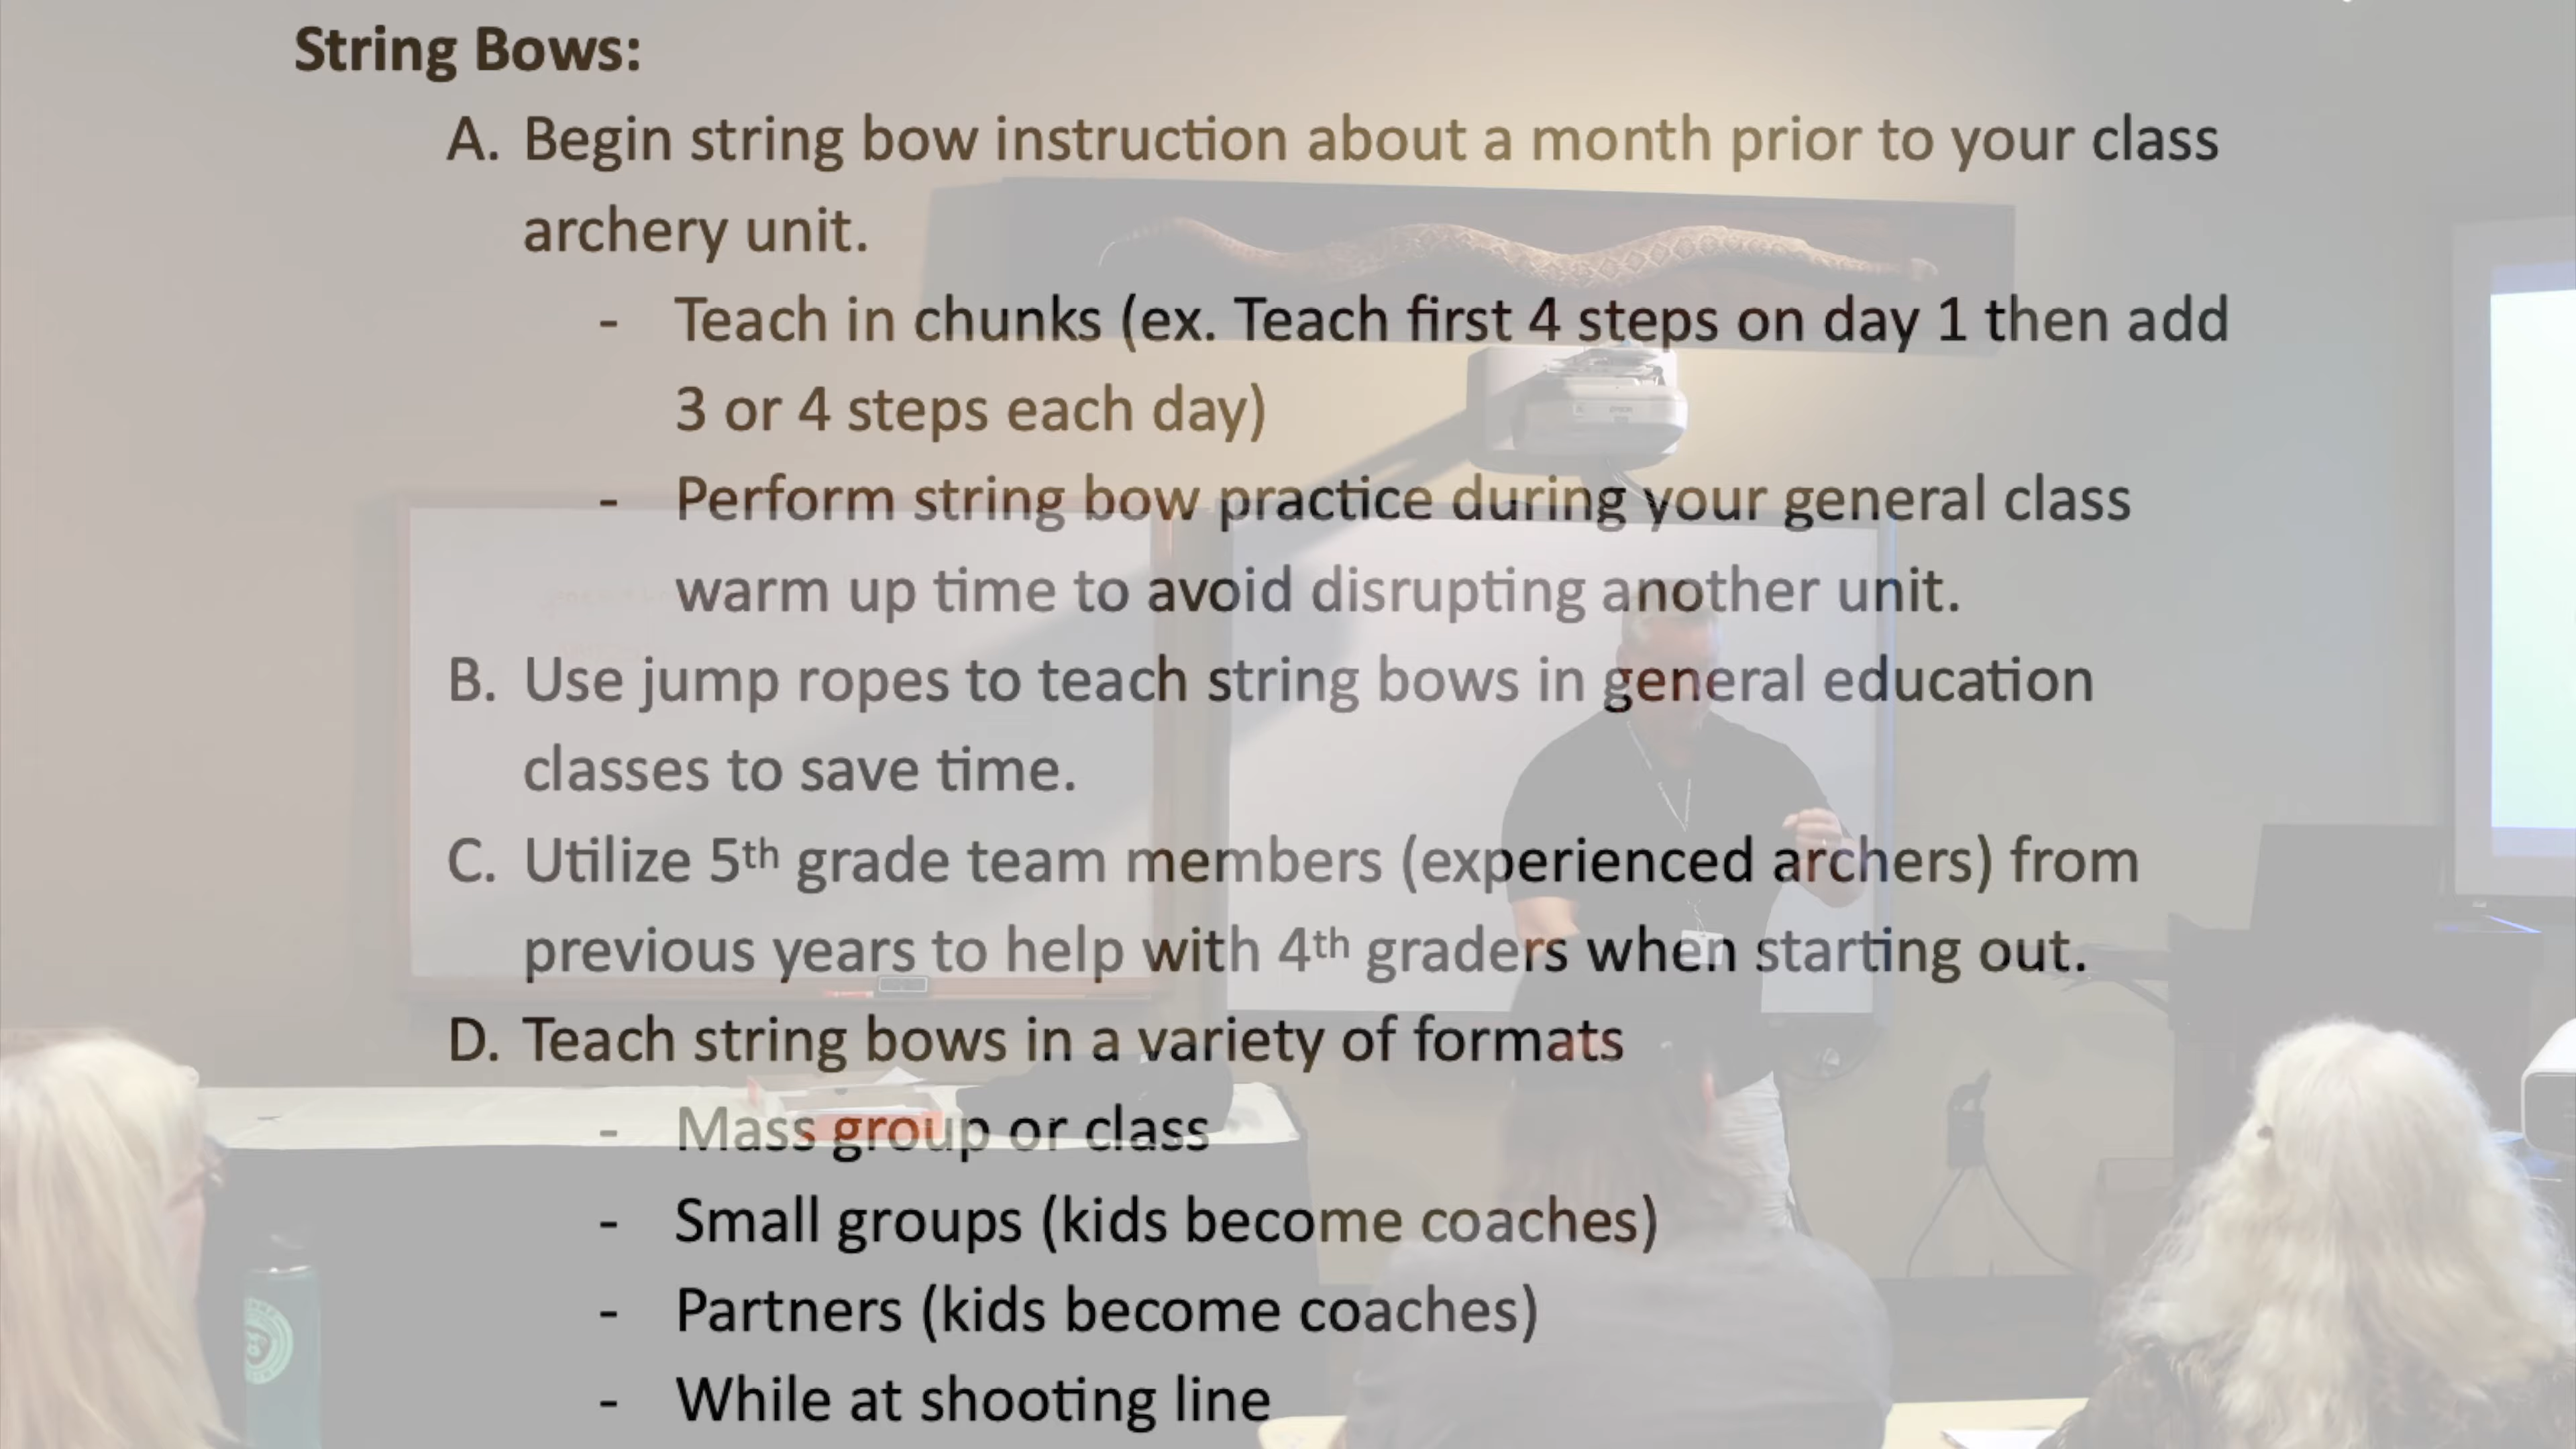 String Bows:
A. Begin string bow instruction about a month prior to your class
archery unit.
- Teach in chunks (ex. Teach first 4 steps on day 1 then add
3 or 4 steps each day)
- Perform string bow practice during your general class
warm up time to avoid disrupting another unit.
B. Use jump ropes to teach string bows in general education
classes to save time.
C. Utilize 5th grade team members (experienced archers) from
previous years to help with 4th graders when starting out.
D. Teach string bows in a variety of formats
- Mass group or class
- Small groups (kids become coaches)
- Partners (kids become coaches)
- While at shooting line